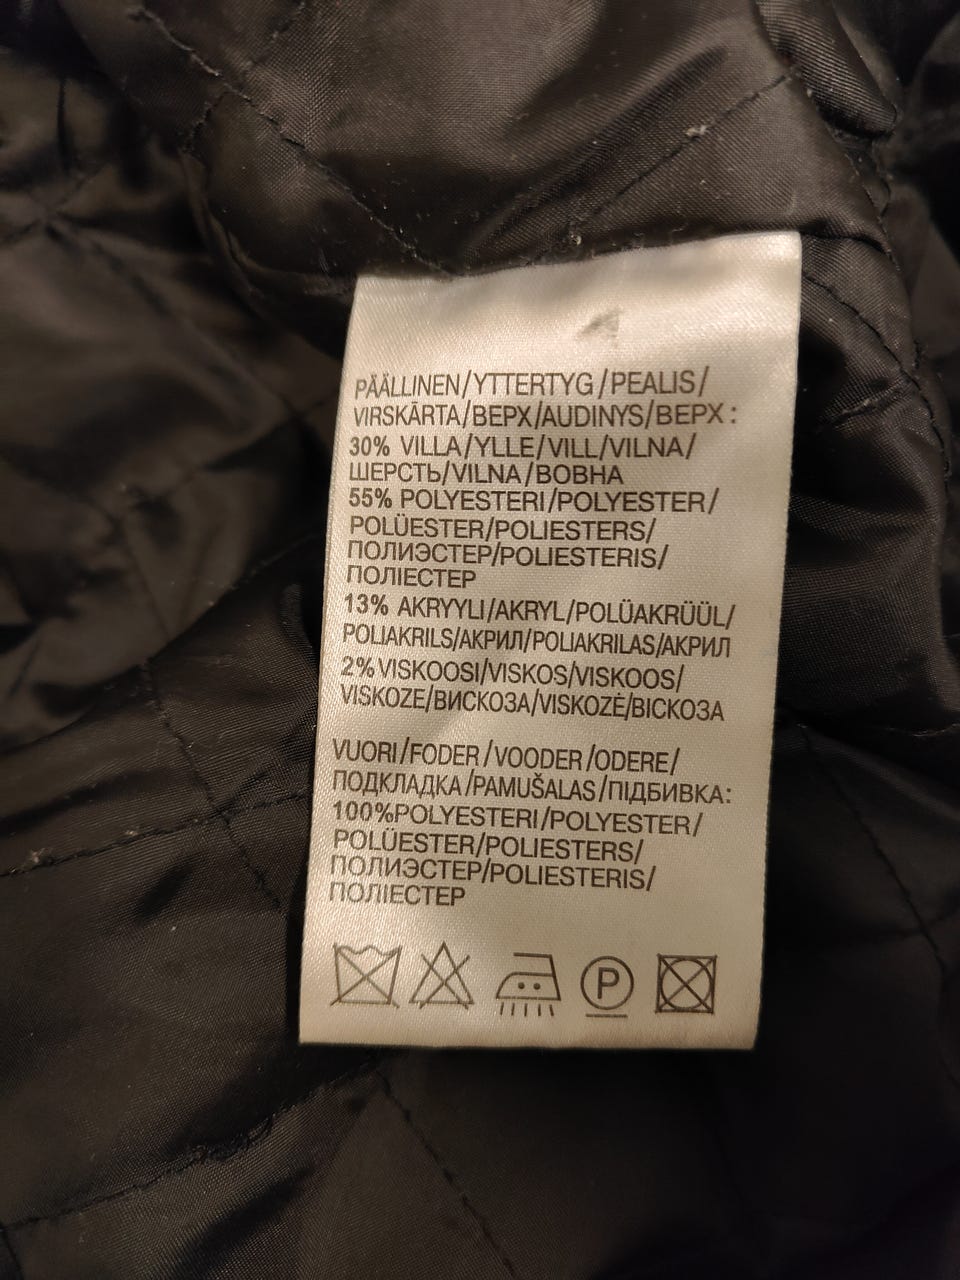 PÄÄLLINEN/YTTERTYG/PEALIS/
VIRSKĀRTA/ВЕРХ/AUDINYS/ВЕРХ:
30% VILLA/YLLE/VILL/VILNA/
ШЕРСТЬ/VILNA/ВОВНА
55% POLYESTERI/POLYESTER/
POLÜESTER/POLIESTERS/
ПОЛИЭСТЕР/POLIESTERIS/
ПОЛІЕСТЕР
13% AKRYYLI/AKRYL/POLÜAKRÜÜL/
POLIAKRILS/АКРИЛ/POLIAKRILAS/АКРИЛ
2% VISKOOSI/VISKOS/VISKOOS/
VISKOZE/ВИСКОЗА/VISKOZĖ/ВІСКОЗА
VUORI/FODER/VOODER/ODERE/
ПОДКЛАДКА/PAMUŠALAS/ПІДБИВКА:
100%POLYESTERI/POLYESTER/
POLÜESTER/POLIESTERS/
ПОЛИЭСТЕР/POLIESTERIS/
ПОЛІЕСТЕР
P